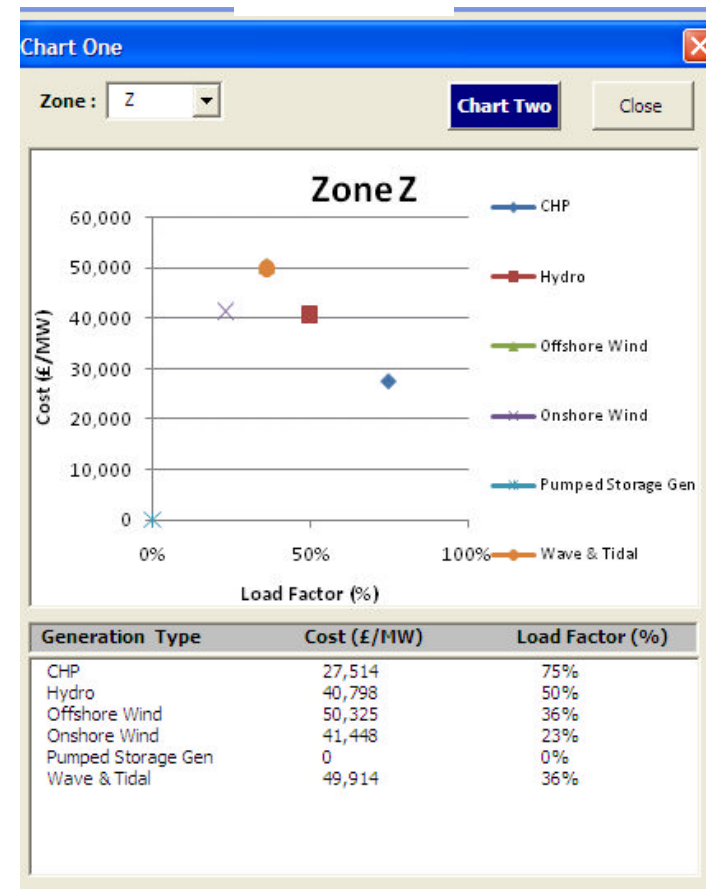 Chart One
Zone : Z
Chart Two
Close
Zone Z
60,000
50,000
40,000
30,000
20,000
10,000
0
Cost (£/MW)
0% 50% 100%
Load Factor (%)
CHP
Hydro
Offshore Wind
Onshore Wind
Pumped Storage Gen
Wave & Tidal
Generation Type Cost (£/MW) Load Factor (%)
CHP 27,514 75%
Hydro 40,798 50%
Offshore Wind 50,325 36%
Onshore Wind 41,448 23%
Pumped Storage Gen 0 0%
Wave & Tidal 49,914 36%